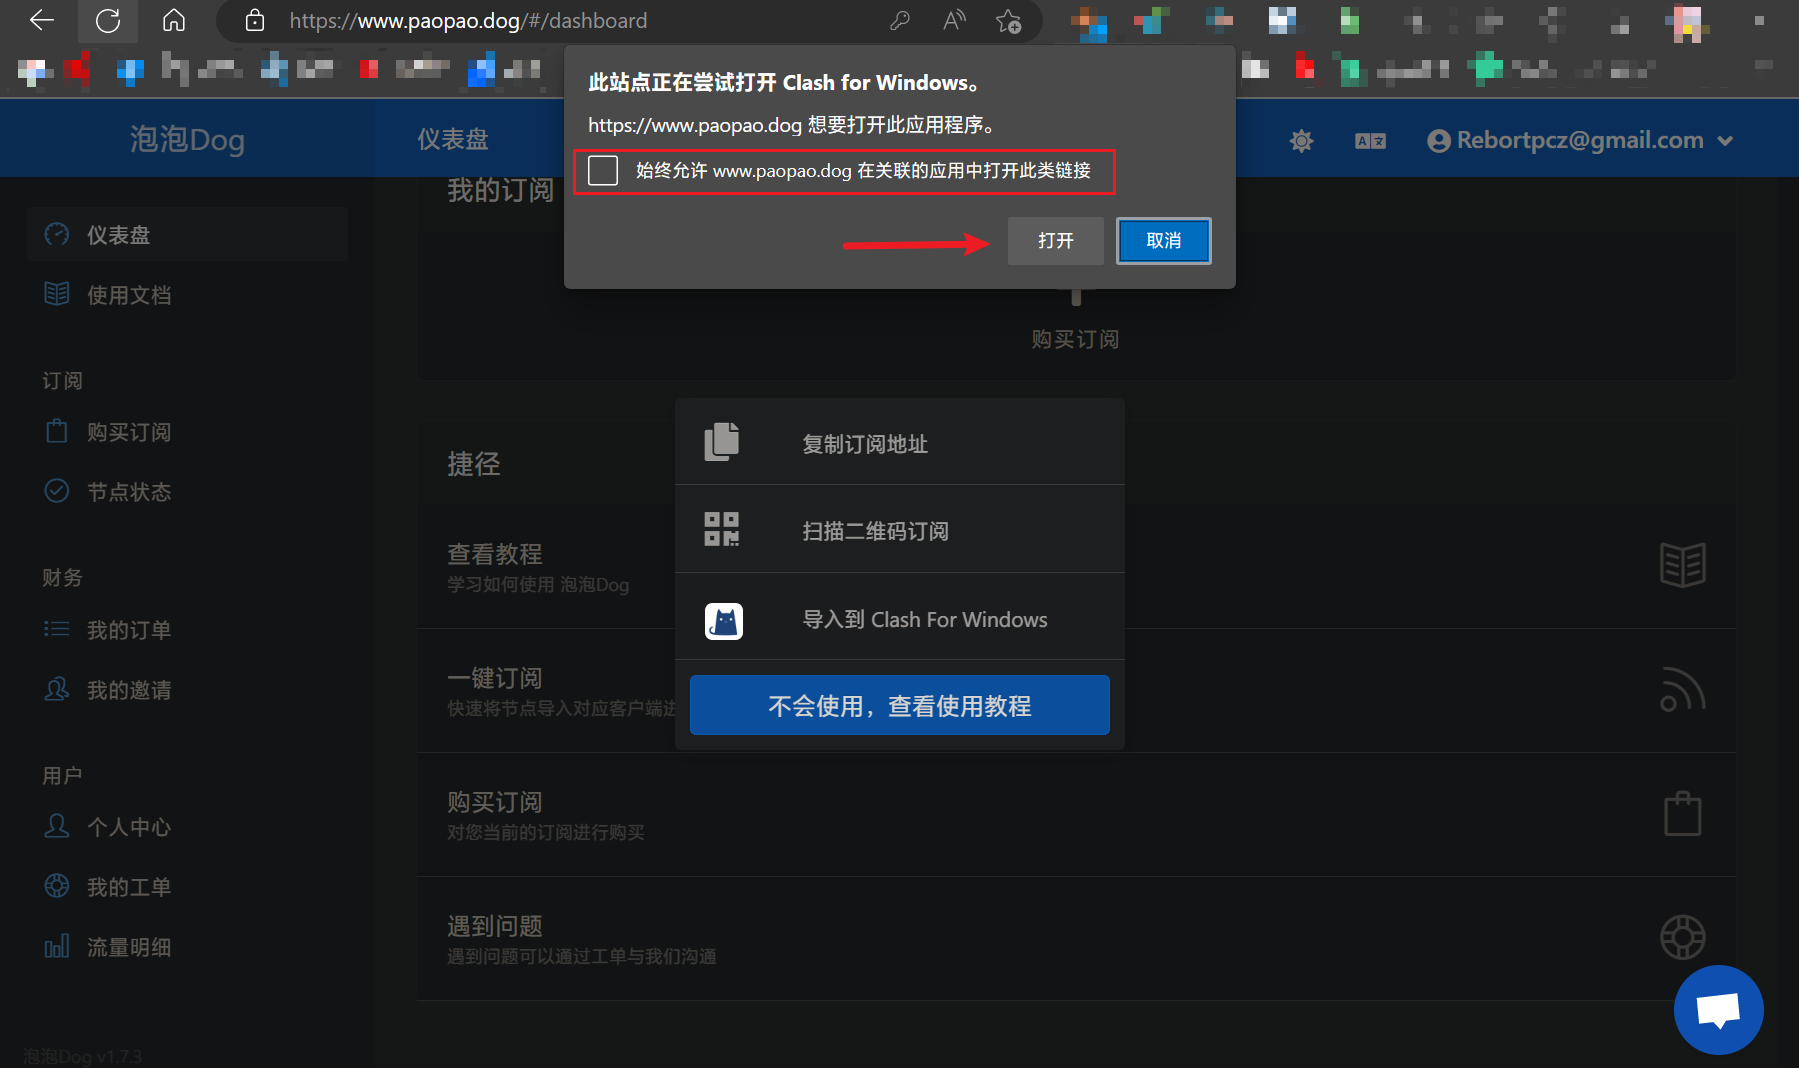 https://www.paopao.dog/#/dashboard
此站点正在尝试打开 Clash for Windows。
https://www.paopao.dog 想要打开此应用程序。
始终允许 www.paopao.dog 在关联的应用中打开此类链接
打开
取消
泡泡Dog
仪表盘
Rebortpcz@gmail.com
我的订阅
仪表盘
使用文档
购买订阅
订阅
购买订阅
节点状态
复制订阅地址
捷径
扫描二维码订阅
查看教程
学习如何使用 泡泡Dog
财务
导入到 Clash For Windows
我的订单
我的邀请
一键订阅
快速将节点导入对应客户端进
不会使用，查看使用教程
用户
个人中心
我的工单
流量明细
购买订阅
对您当前的订阅进行购买
遇到问题
遇到问题可以通过工单与我们沟通
泡泡Dog v1.7.3